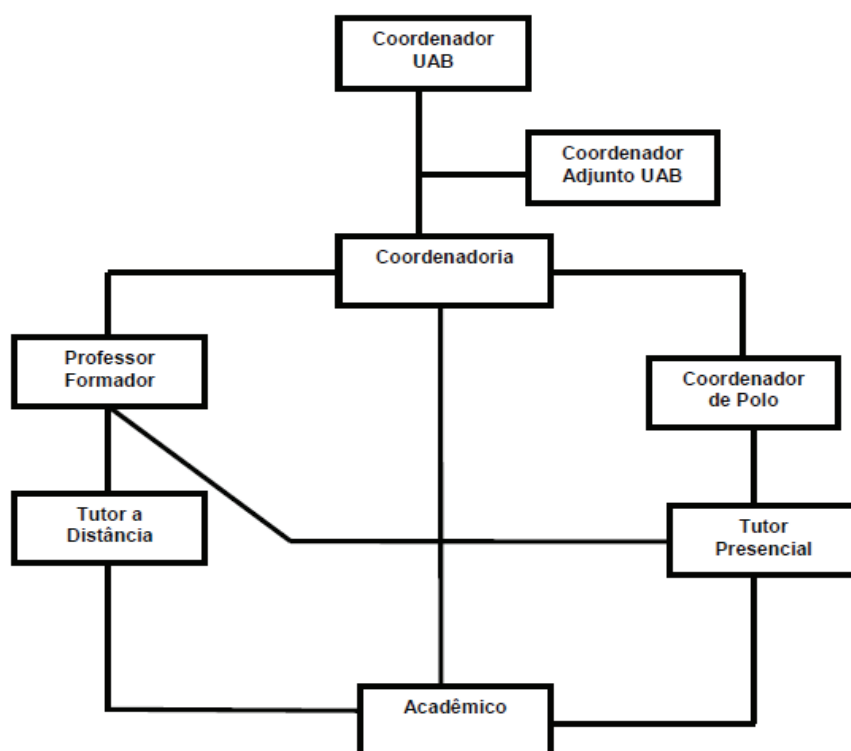 Coordenador
UAB
Coordenador
Adjunto UAB
Coordenadoria
Professor
Formador
Coordenador
de Polo
Tutor a
Distância
Tutor
Presencial
Acadêmico